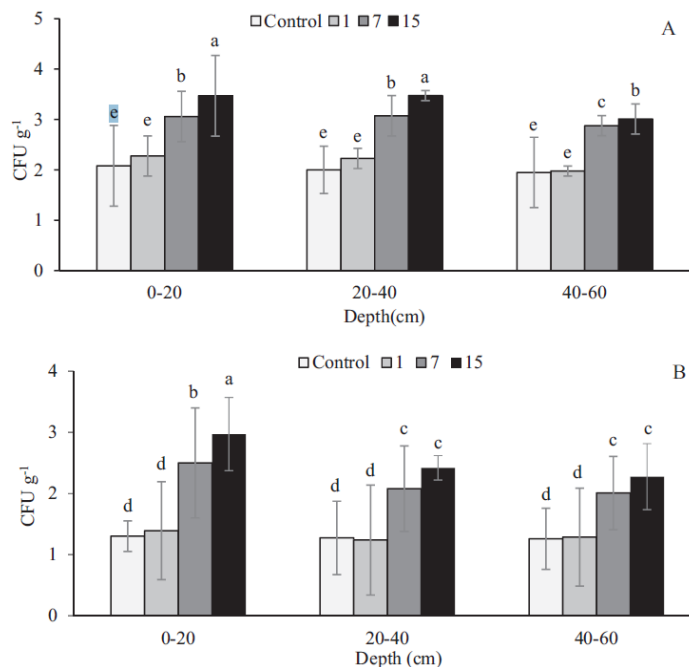 5
4
3
2
1
0
CFU g-1
Control 1 7 15
A
e e b a
e e b a
e e c b
0-20 20-40 40-60
Depth(cm)
4
3
2
1
0
CFU g-1
Control 1 7 15
B
d d b a
d d c c
d d c c
0-20 20-40 40-60
Depth (cm)